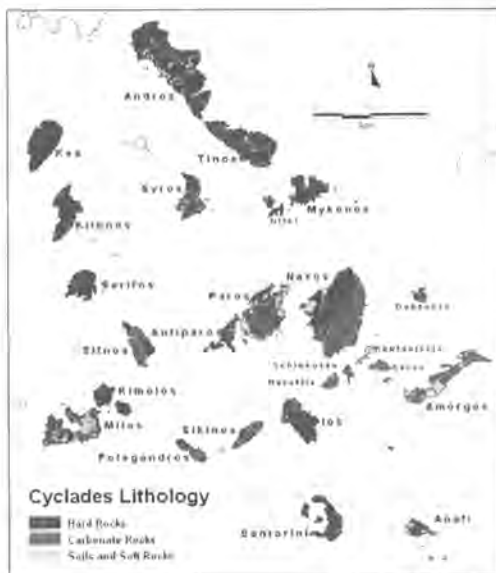 Andros
Tinos
Kea
Syros
Mykonos
Kithnos
Serifos
Naxos
Paros
Antiparos
Sifnos
Amorgos
Kimolos
Milos
Sikinos
Ios
Folegandros
Cyclades Lithology
Hard Rocks
Carbonate Rocks
Soils and Soft Rocks
Santorini
Anafi